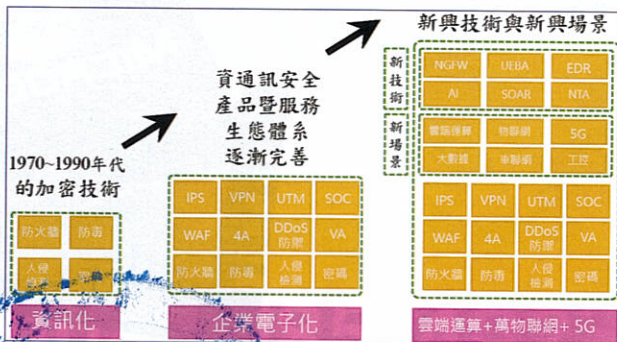 新興技術與新興場景
新技術
NGFW UEBA EDR
AI SOAR NTA
新場景
雲端運算 物聯網 5G
大數據 車聯網 工控
IPS VPN UTM SOC
WAF 4A DDoS防禦 VA
防火牆 防毒 入侵檢測 密碼
雲端運算+萬物聯網+ 5G
資通訊安全
產品暨服務
生態體系
逐漸完善
IPS VPN UTM SOC
WAF 4A DDoS防禦 VA
防火牆 防毒 入侵檢測 密碼
企業電子化
1970~1990年代
的加密技術
防火牆 防毒
資訊化